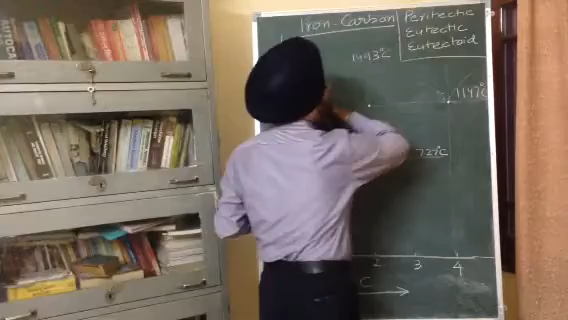 Iron-Carbon
Peritectic
Eutectic
Eutectoid
1493°C
1147°C
727°C
2 3 4
C